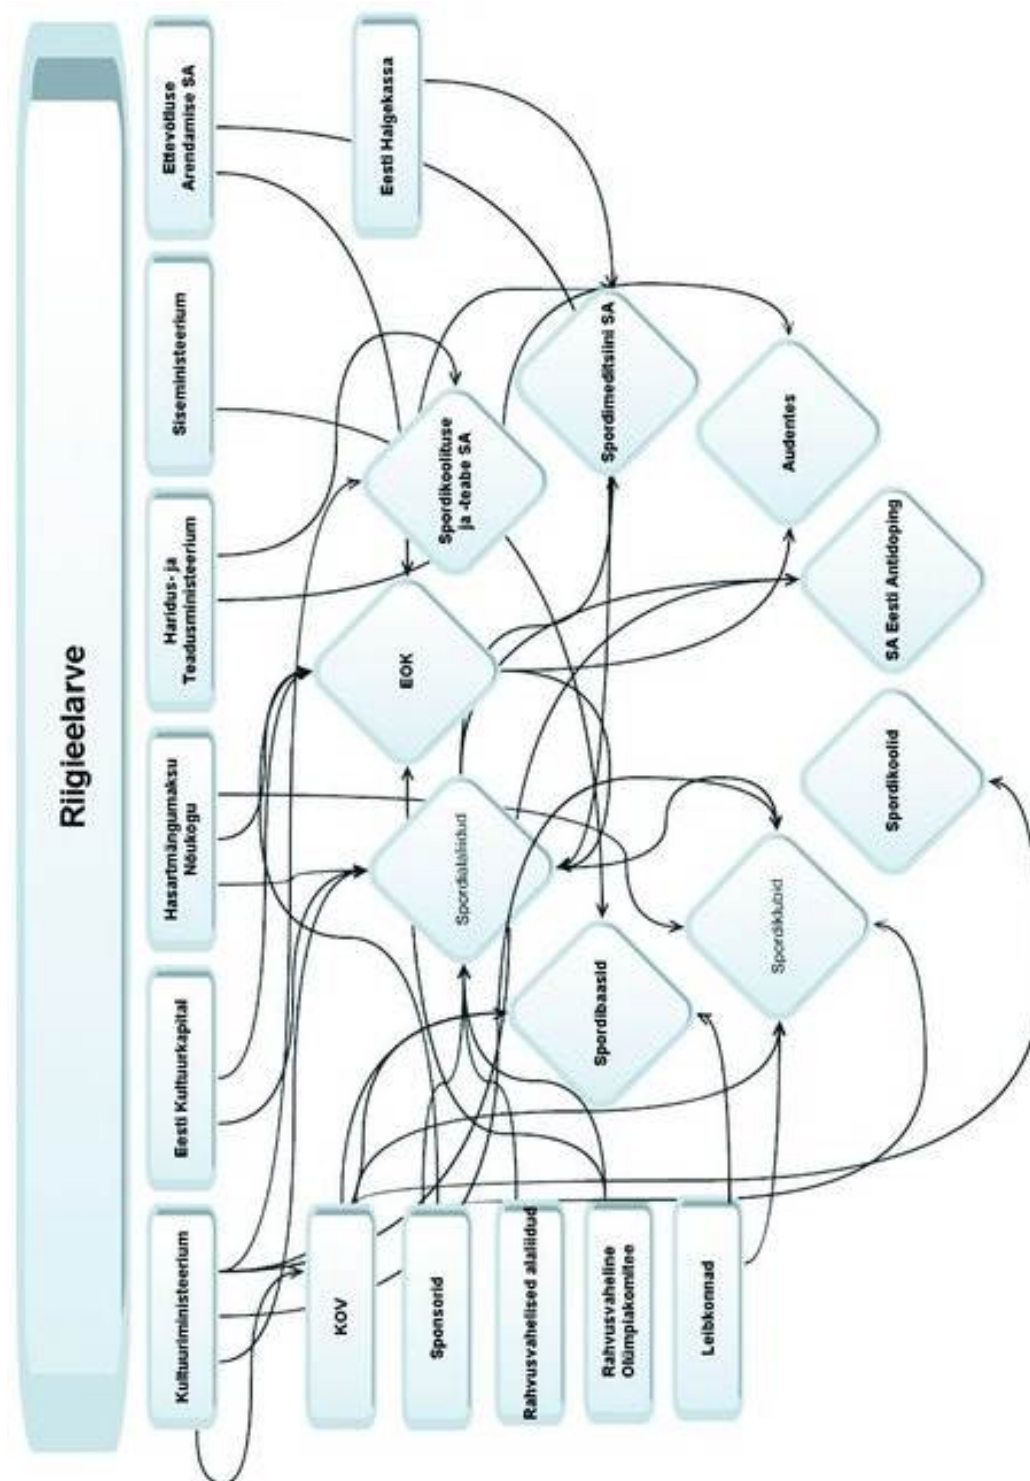 Riigieelarve
Kultuuriministeerium
Eesti Kultuurkapital
Hasartmängumaksu
Nõukogu
Haridus- ja
Teadusministeerium
Siseministeerium
Ettevõtluse
Arendamise SA
KOV
Sponsorid
Rahvusvahelised alaliidud
Rahvusvaheline
Olümpiakomitee
Leibkonnad
EOK
Spordialaliidud
Spordikoolituse
ja -teabe SA
Eesti Haigekassa
Spordibaasid
Spordimeditsiini SA
Spordiklubid
Audentes
Spordikoolid
SA Eesti Antidoping